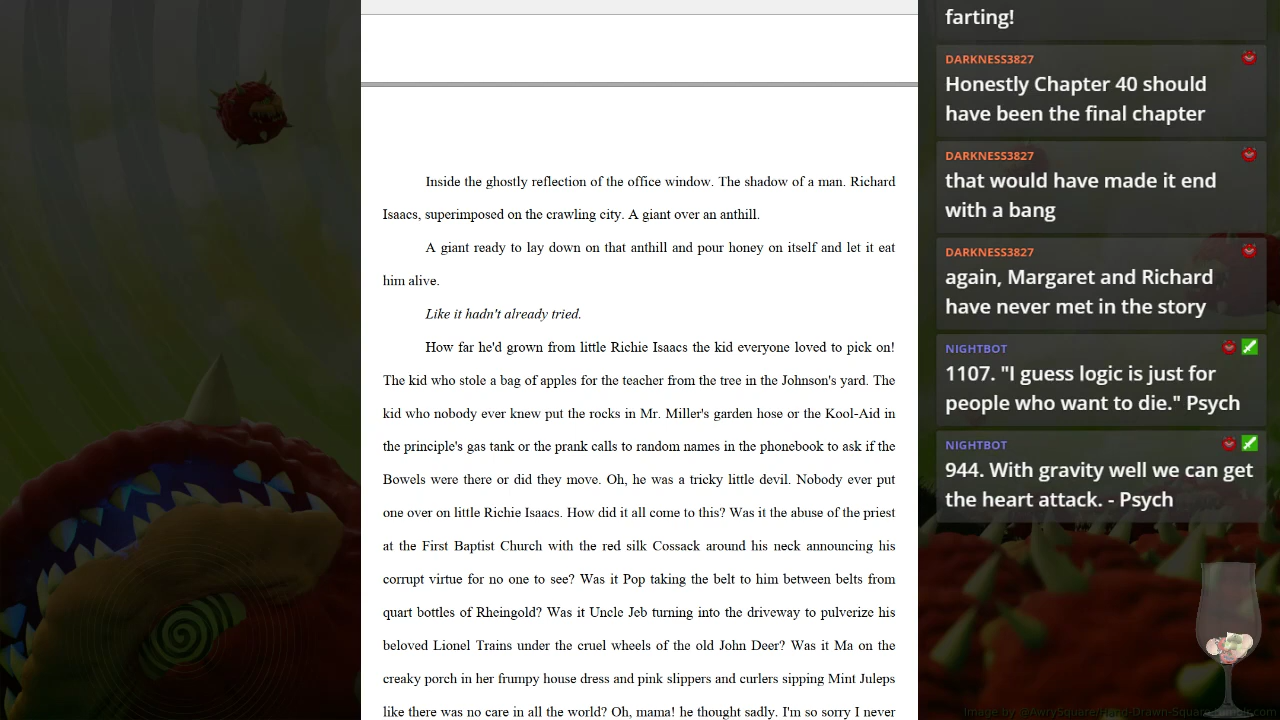 Inside the ghostly reflection of the office window. The shadow of a man. Richard
Isaacs, superimposed on the crawling city. A giant over an anthill.
A giant ready to lay down on that anthill and pour honey on itself and let it eat
him alive.
Like it hadn't already tried.
How far he'd grown from little Richie Isaacs the kid everyone loved to pick on!
The kid who stole a bag of apples for the teacher from the tree in the Johnson's yard. The
kid who nobody ever knew put the rocks in Mr. Miller's garden hose or the Kool-Aid in
the principle's gas tank or the prank calls to random names in the phonebook to ask if the
Bowels were there or did they move. Oh, he was a tricky little devil. Nobody ever put
one over on little Richie Isaacs. How did it all come to this? Was it the abuse of the priest
at the First Baptist Church with the red silk Cossack around his neck announcing his
corrupt virtue for no one to see? Was it Pop taking the belt to him between belts from
quart bottles of Rheingold? Was it Uncle Jeb turning into the driveway to pulverize his
beloved Lionel Trains under the cruel wheels of the old John Deer? Was it Ma on the
creaky porch in her frumpy house dress and pink slippers and curlers sipping Mint Juleps
like there was no care in all the world? Oh, mama! he thought sadly. I'm so sorry I never
farting!
DARKNESS3827
Honestly Chapter 40 should
have been the final chapter
DARKNESS3827
that would have made it end
with a bang
DARKNESS3827
again, Margaret and Richard
have never met in the story
NIGHTBOT
1107. "I guess logic is just for
people who want to die." Psych
NIGHTBOT
944. With gravity well we can get
the heart attack. - Psych